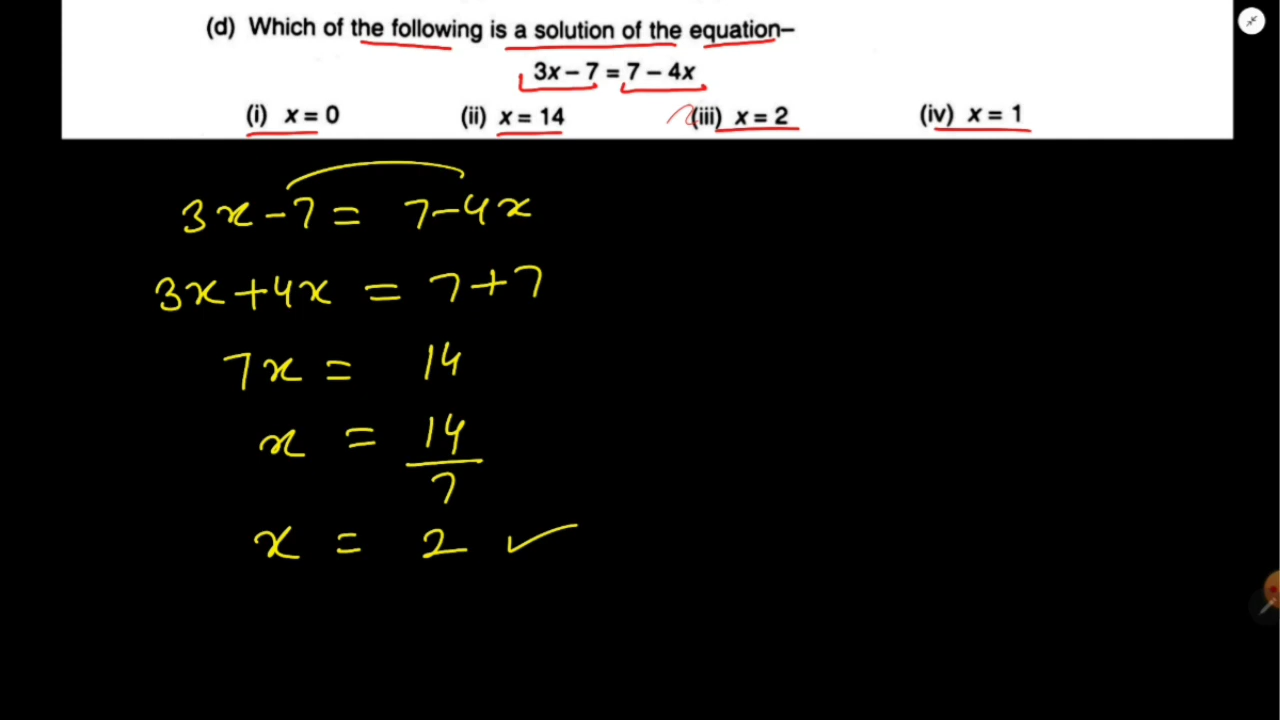 (d) Which of the following is a solution of the equation–
3x – 7 = 7 – 4x
(i) x = 0 (ii) x = 14 (iii) x = 2 (iv) x = 1
3x - 7 = 7 - 4x
3x + 4x = 7 + 7
7x = 14
x = 14/7
x = 2 ✓